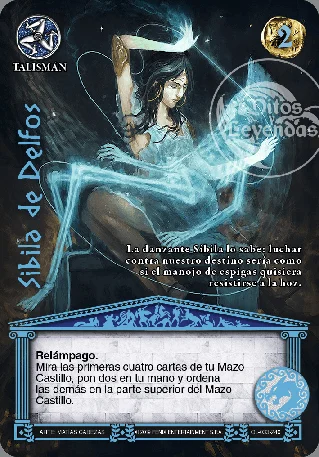 2
TALISMAN
Mitos y
Leyendas
Sibila de Delfos
La danzante Sibila lo sabe: luchar
contra nuestro destino sería como
si el manojo de espigas quisiera
resistirse a la hoz.
Relámpago.
Mira las primeras cuatro cartas de tu Mazo
Castillo, pon dos en tu mano y ordena
las demás en la parte superior del Mazo
Castillo.